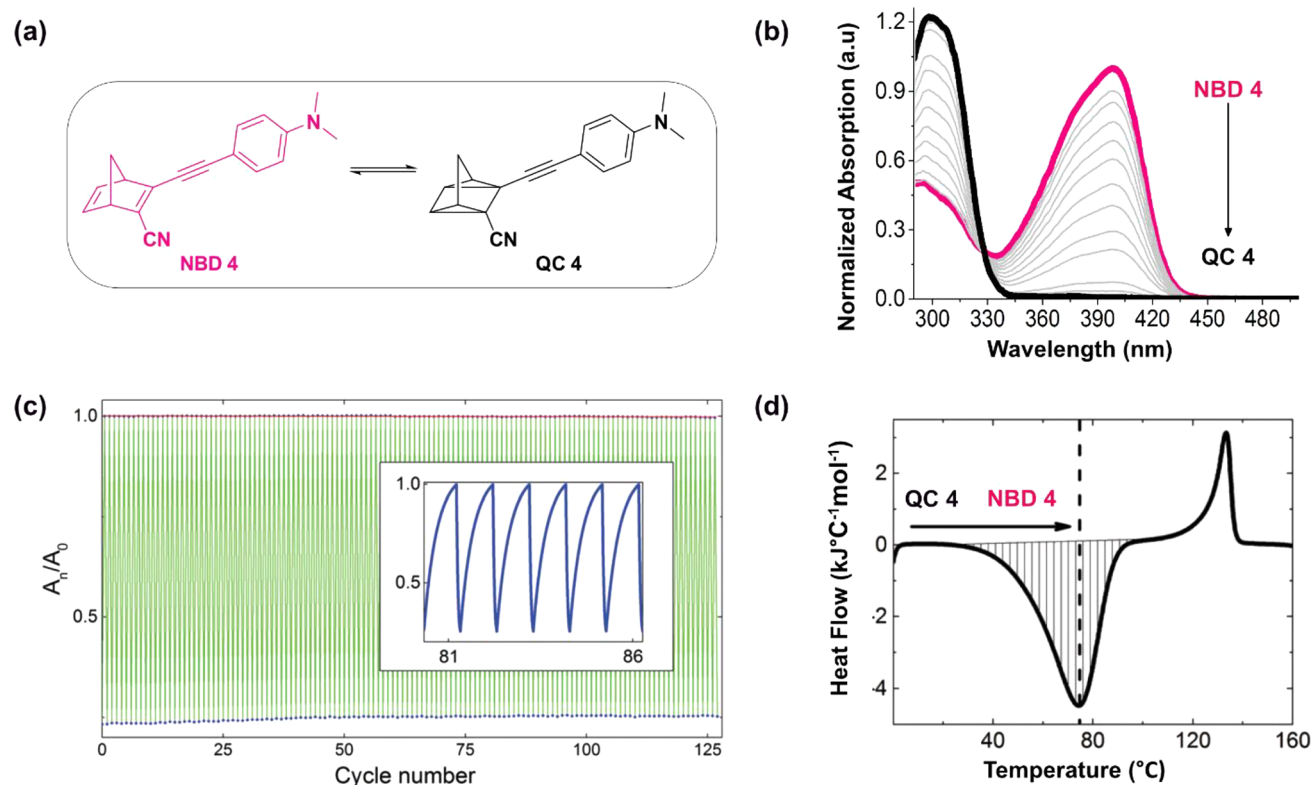 (a)
N
CN
NBD 4
N
CN
QC 4
(b)
Normalized Absorption (a.u)
1.2
0.9
0.6
0.3
0.0
NBD 4
QC 4
300 330 360 390 420 450 480
Wavelength (nm)
(c)
Aₙ/A₀
1.0
0.5
1.0
0.5
81 86
0 25 50 75 100 125
Cycle number
(d)
Heat Flow (kJ°C⁻¹mol⁻¹)
2
0
-2
-4
QC 4 NBD 4
40 80 120 160
Temperature (°C)